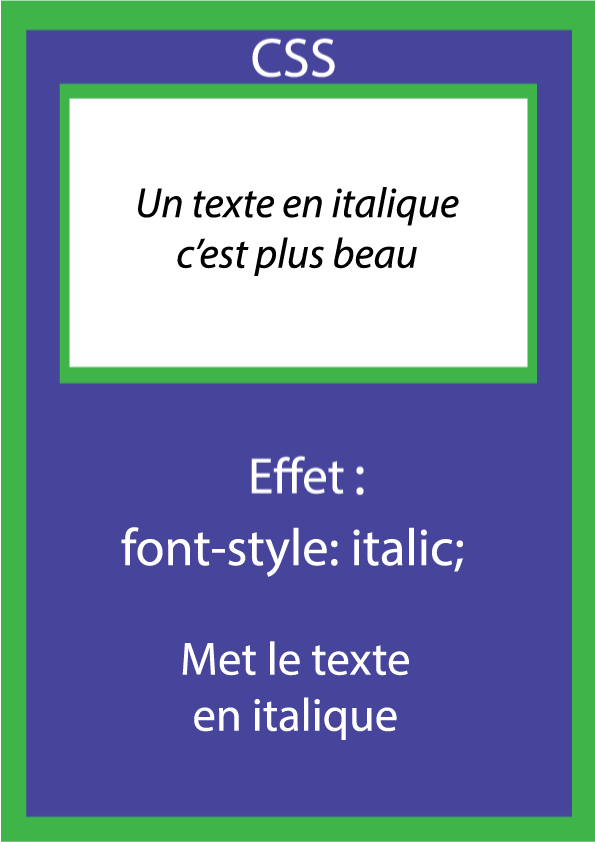 CSS
Un texte en italique
c’est plus beau
Effet :
font-style: italic;
Met le texte
en italique